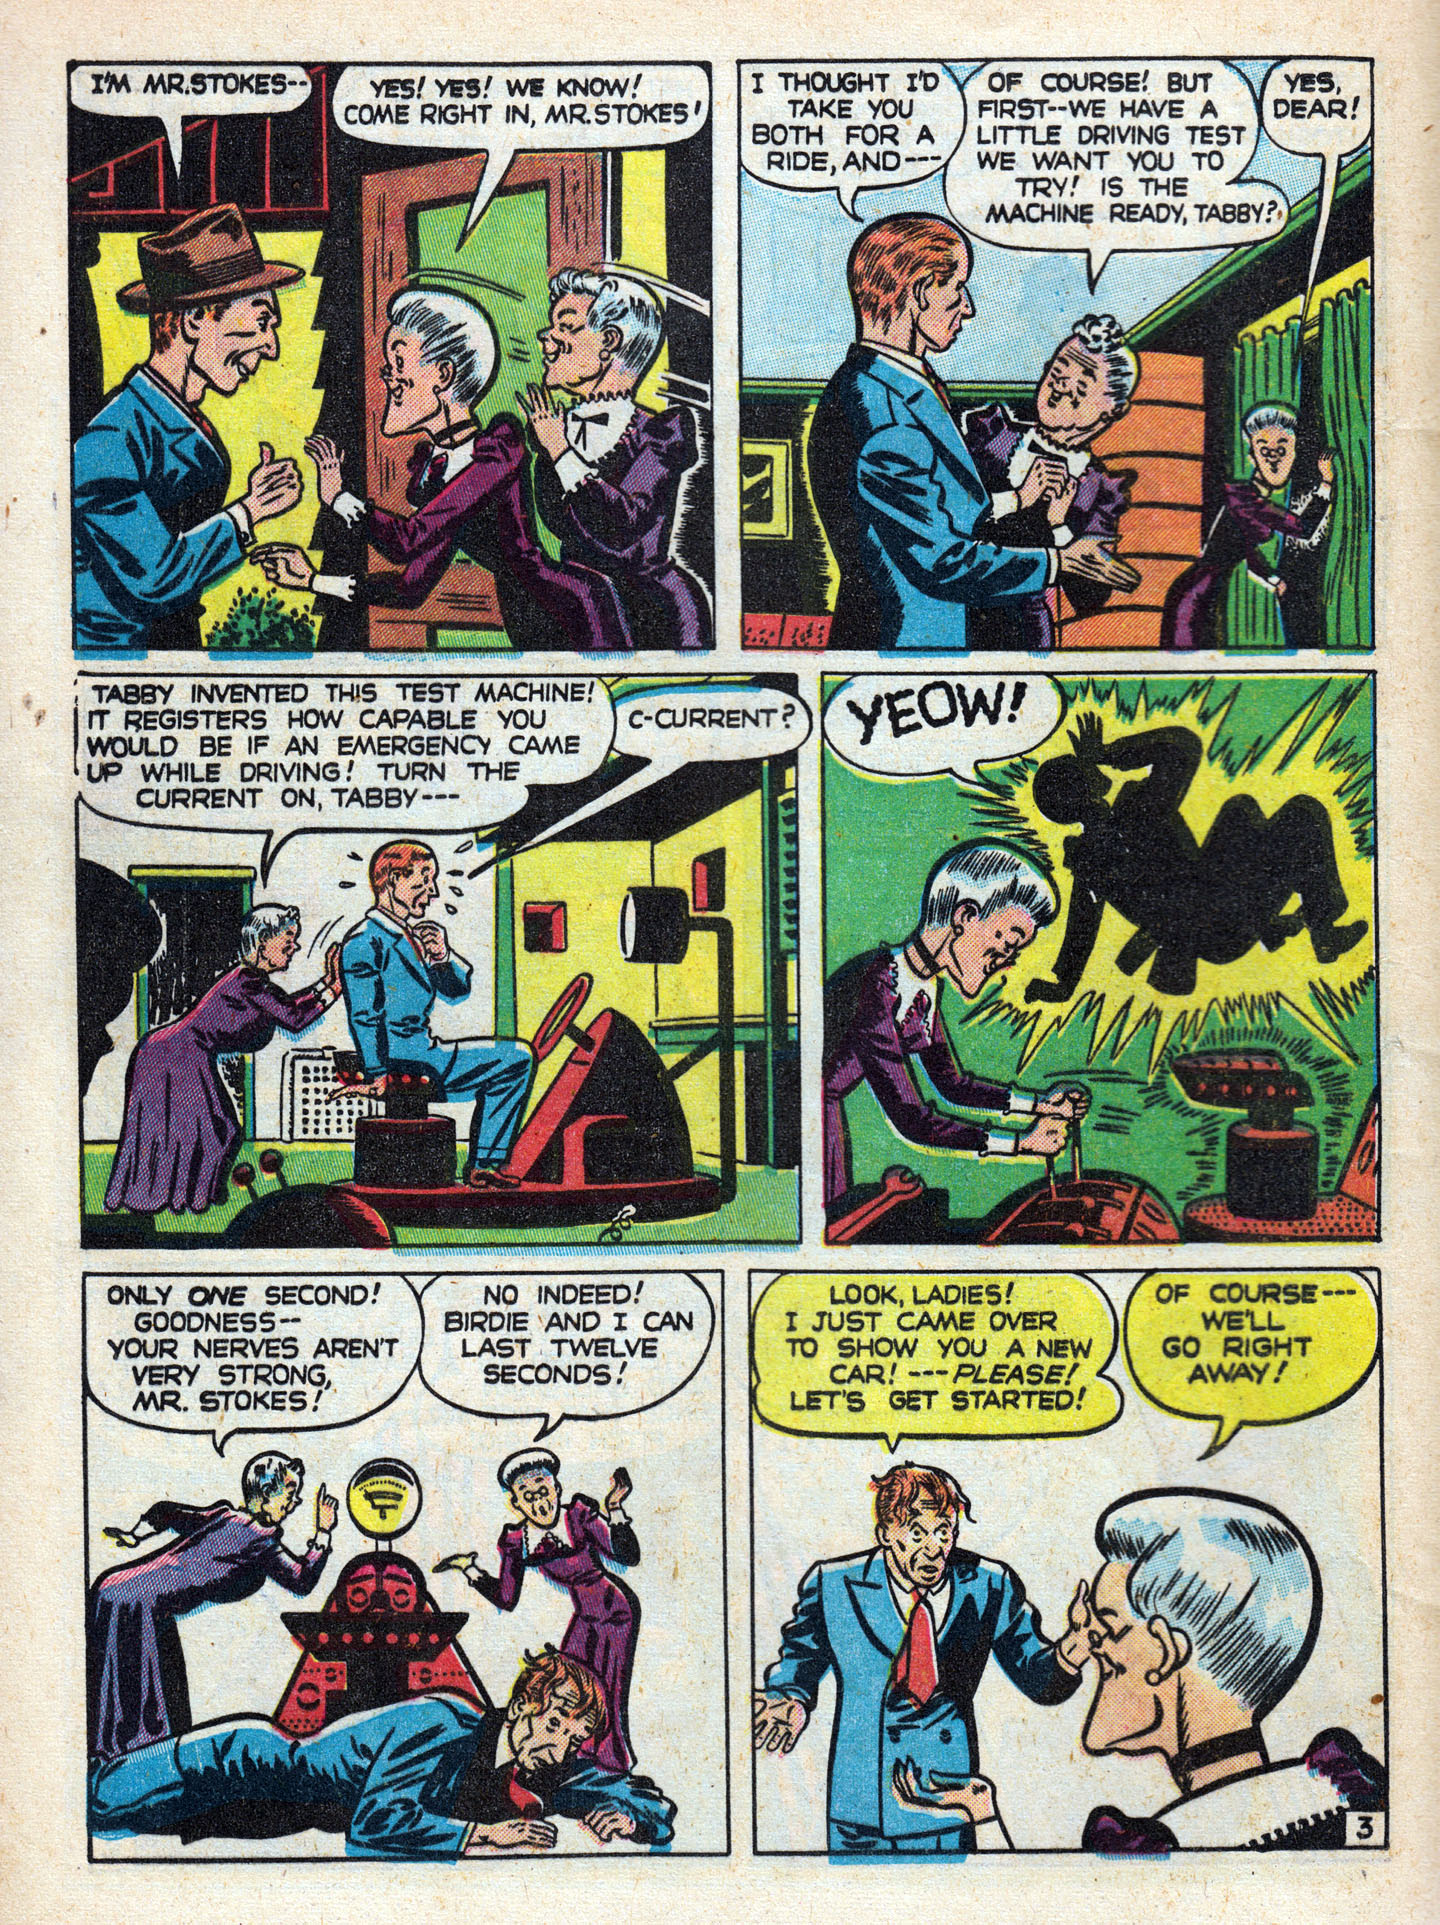 I'M MR. STOKES--
YES! YES! WE KNOW!
COME RIGHT IN, MR. STOKES!
I THOUGHT I'D
TAKE YOU
BOTH FOR A
RIDE, AND---
OF COURSE! BUT
FIRST--WE HAVE A
LITTLE DRIVING TEST
WE WANT YOU TO
TRY! IS THE
MACHINE READY, TABBY?
YES,
DEAR!
TABBY INVENTED THIS TEST MACHINE!
IT REGISTERS HOW CAPABLE YOU
WOULD BE IF AN EMERGENCY CAME
UP WHILE DRIVING! TURN THE
CURRENT ON, TABBY---
C-CURRENT?
YEOW!
ONLY ONE SECOND!
GOODNESS--
YOUR NERVES AREN'T
VERY STRONG,
MR. STOKES!
NO INDEED!
BIRDIE AND I CAN
LAST TWELVE
SECONDS!
LOOK, LADIES!
I JUST CAME OVER
TO SHOW YOU A NEW
CAR! ---PLEASE!
LET'S GET STARTED!
OF COURSE---
WE'LL
GO RIGHT
AWAY!
3